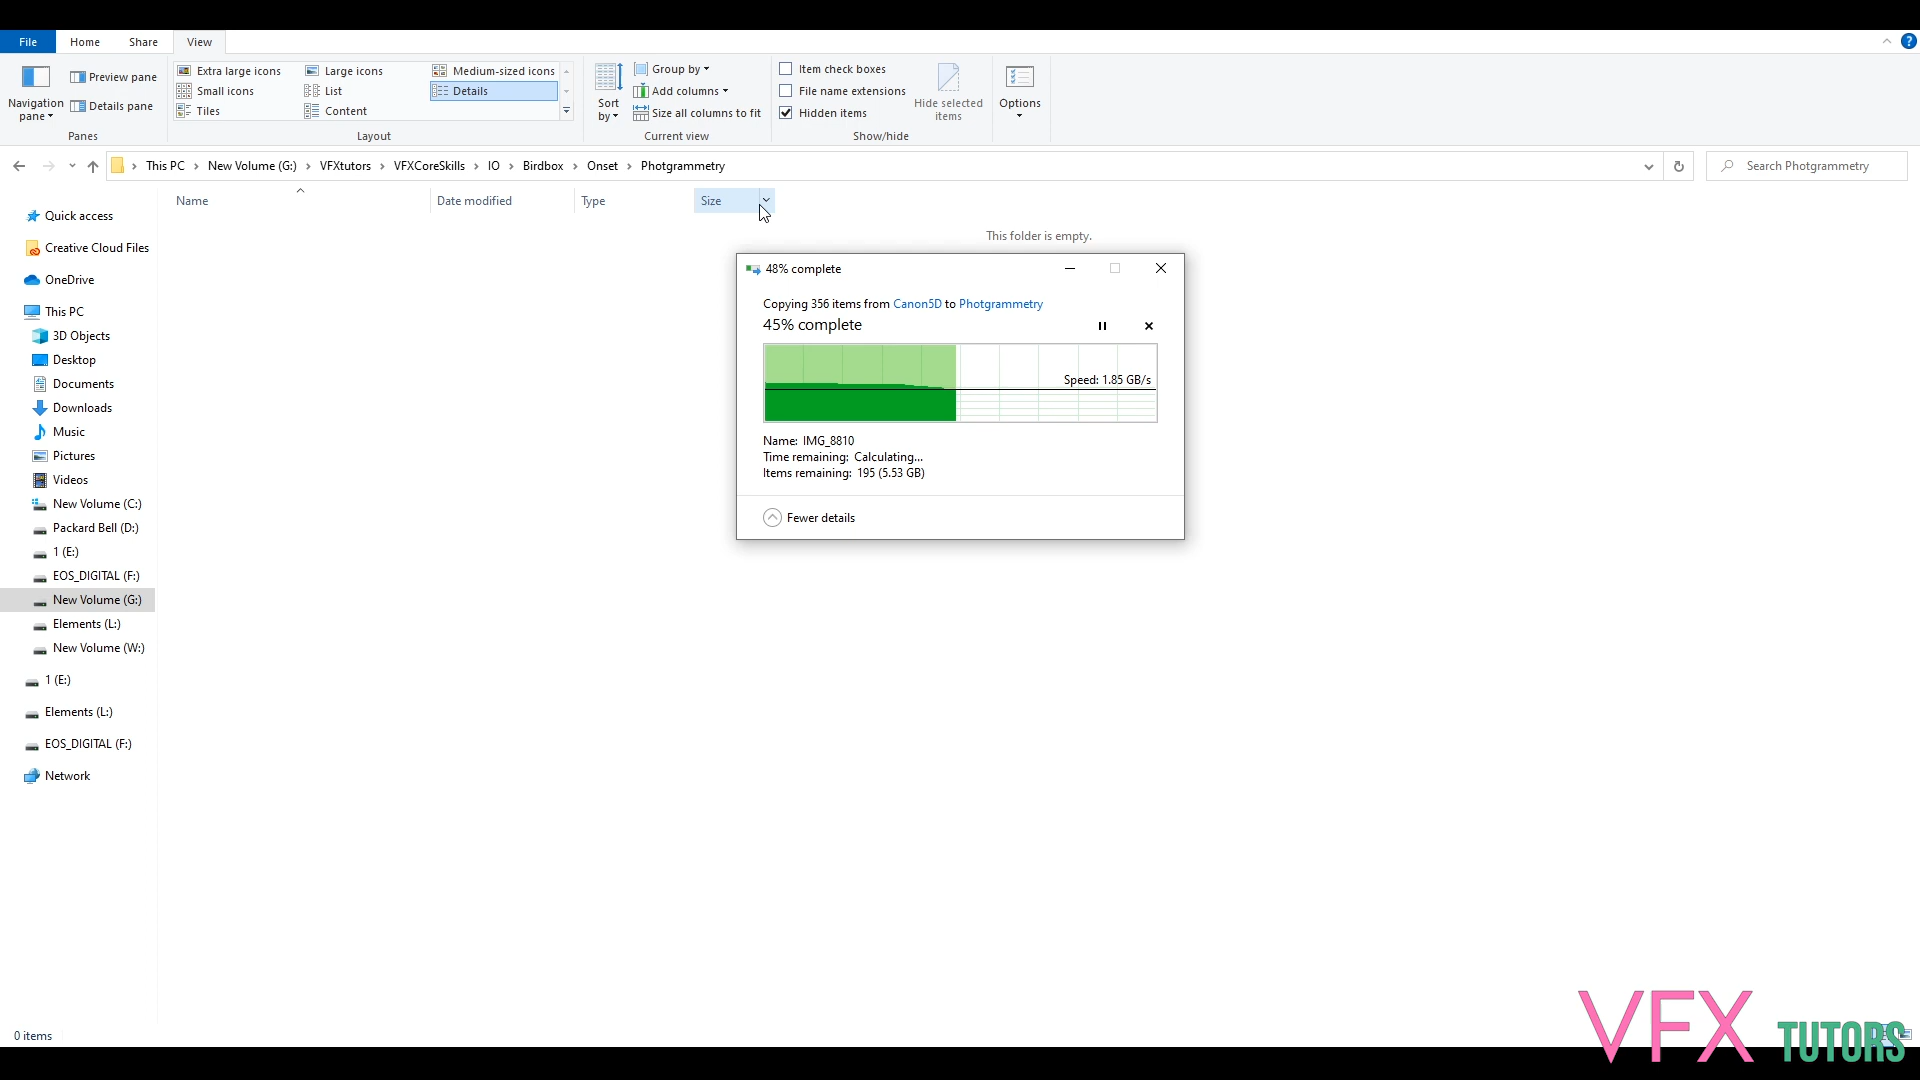 File Home Share View
Navigation pane
Preview pane
Details pane
Panes
Extra large icons Large icons Medium-sized icons
Small icons List Details
Tiles Content
Layout
Sort by
Group by
Add columns
Size all columns to fit
Current view
Item check boxes
File name extensions
Hidden items
Hide selected items
Show/hide
Options
This PC > New Volume (G:) > VFXtutors > VFXCoreSkills > IO > Birdbox > Onset > Photgrammetry
Search Photgrammetry
Name Date modified Type Size
This folder is empty.
Quick access
Creative Cloud Files
OneDrive
This PC
3D Objects
Desktop
Documents
Downloads
Music
Pictures
Videos
New Volume (C:)
Packard Bell (D:)
1 (E:)
EOS_DIGITAL (F:)
New Volume (G:)
Elements (L:)
New Volume (W:)
1 (E:)
Elements (L:)
EOS_DIGITAL (F:)
Network
48% complete
Copying 356 items from Canon5D to Photgrammetry
45% complete
Speed: 1.85 GB/s
Name: IMG_8810
Time remaining: Calculating...
Items remaining: 195 (5.53 GB)
Fewer details
0 items
VFX TUTORS